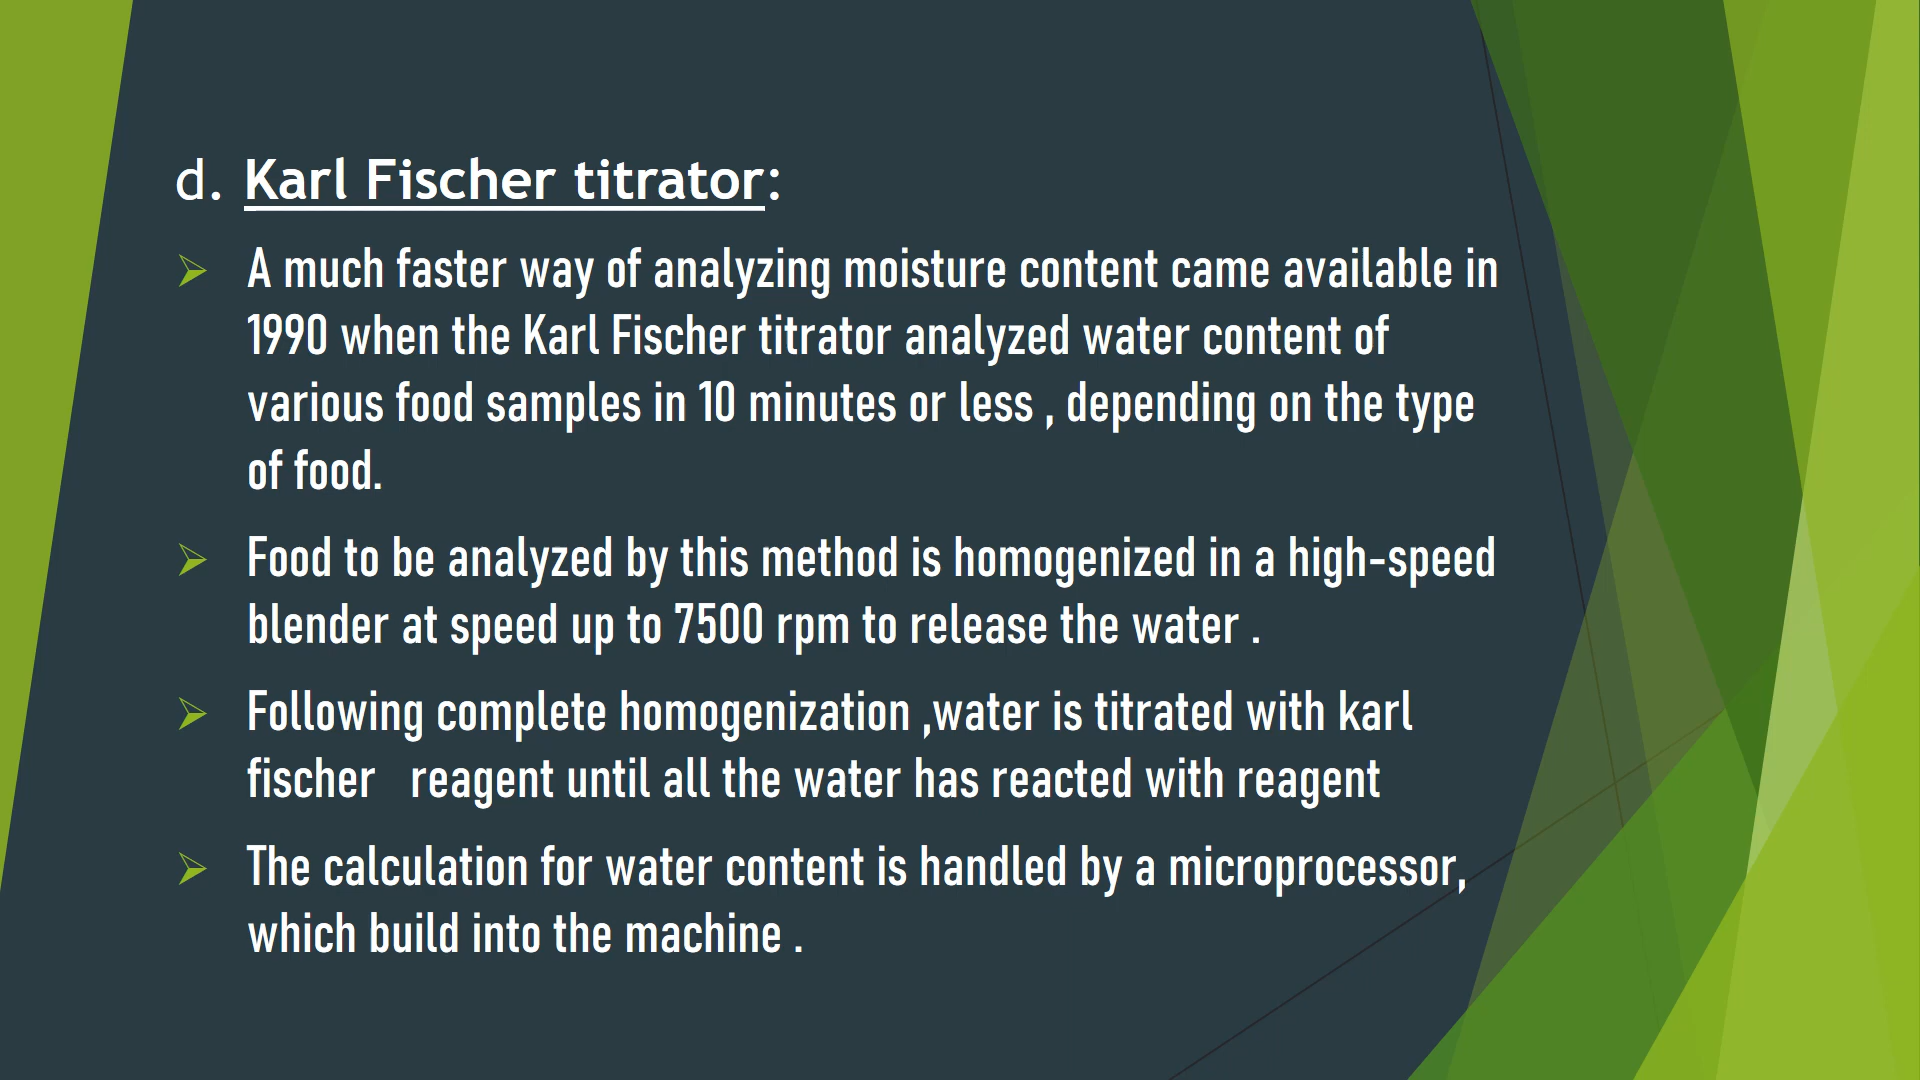 d. Karl Fischer titrator:
➢ A much faster way of analyzing moisture content came available in
1990 when the Karl Fischer titrator analyzed water content of
various food samples in 10 minutes or less , depending on the type
of food.
➢ Food to be analyzed by this method is homogenized in a high-speed
blender at speed up to 7500 rpm to release the water .
➢ Following complete homogenization ,water is titrated with karl
fischer   reagent until all the water has reacted with reagent
➢ The calculation for water content is handled by a microprocessor,
which build into the machine .